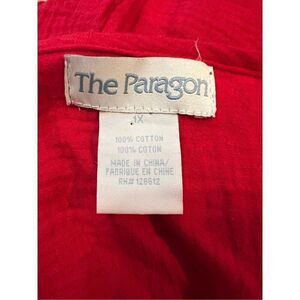 The Paragon
1X
100% COTTON
100% COTON
MADE IN CHINA/
FABRIQUE EN CHINE
RN#128612